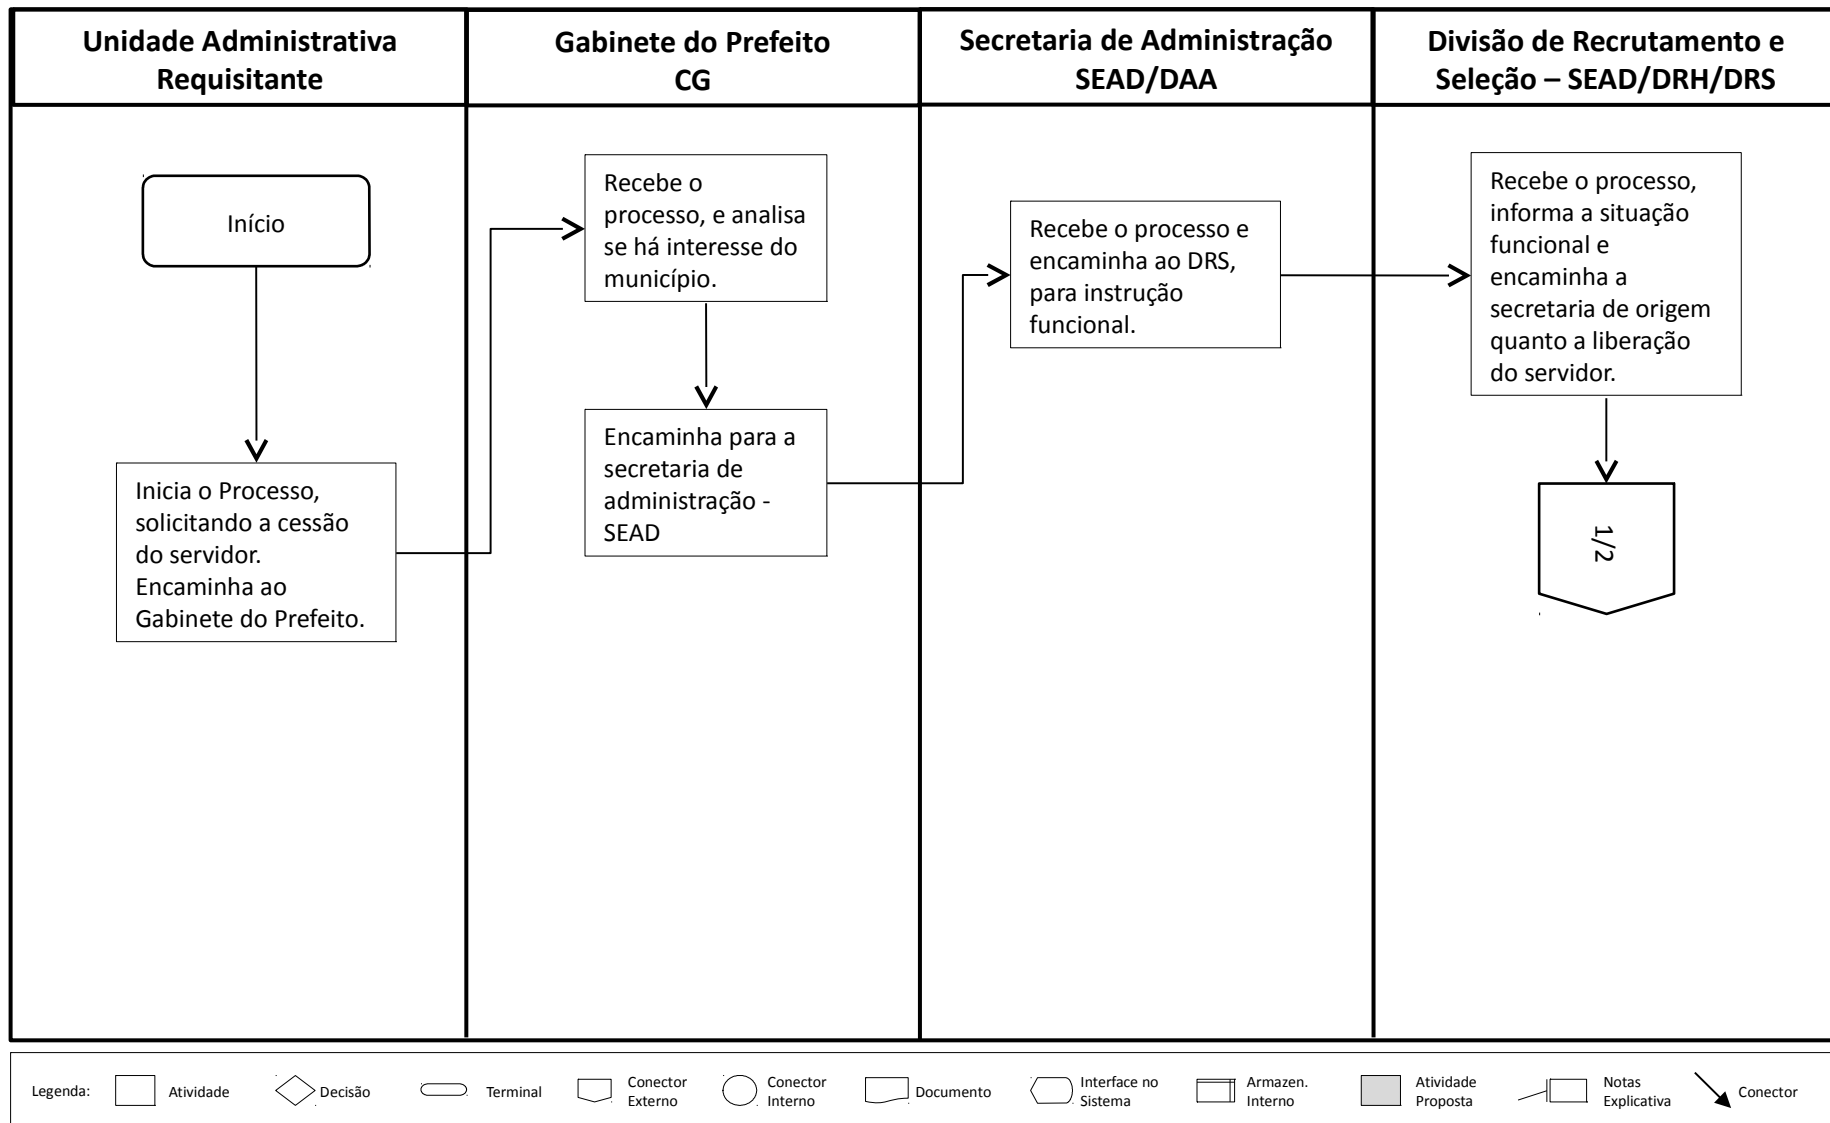 Unidade Administrativa
Requisitante
Gabinete do Prefeito
CG
Secretaria de Administração
SEAD/DAA
Divisão de Recrutamento e
Seleção – SEAD/DRH/DRS
Início
Inicia o Processo,
solicitando a cessão
do servidor.
Encaminha ao
Gabinete do Prefeito.
Recebe o
processo, e analisa
se há interesse do
município.
Encaminha para a
secretaria de
administração -
SEAD
Recebe o processo e
encaminha ao DRS,
para instrução
funcional.
Recebe o processo,
informa a situação
funcional e
encaminha a
secretaria de origem
quanto a liberação
do servidor.
1/2
Legenda:
Atividade
Decisão
Terminal
Conector
Externo
Conector
Interno
Documento
Interface no
Sistema
Armazen.
Interno
Atividade
Proposta
Notas
Explicativa
Conector